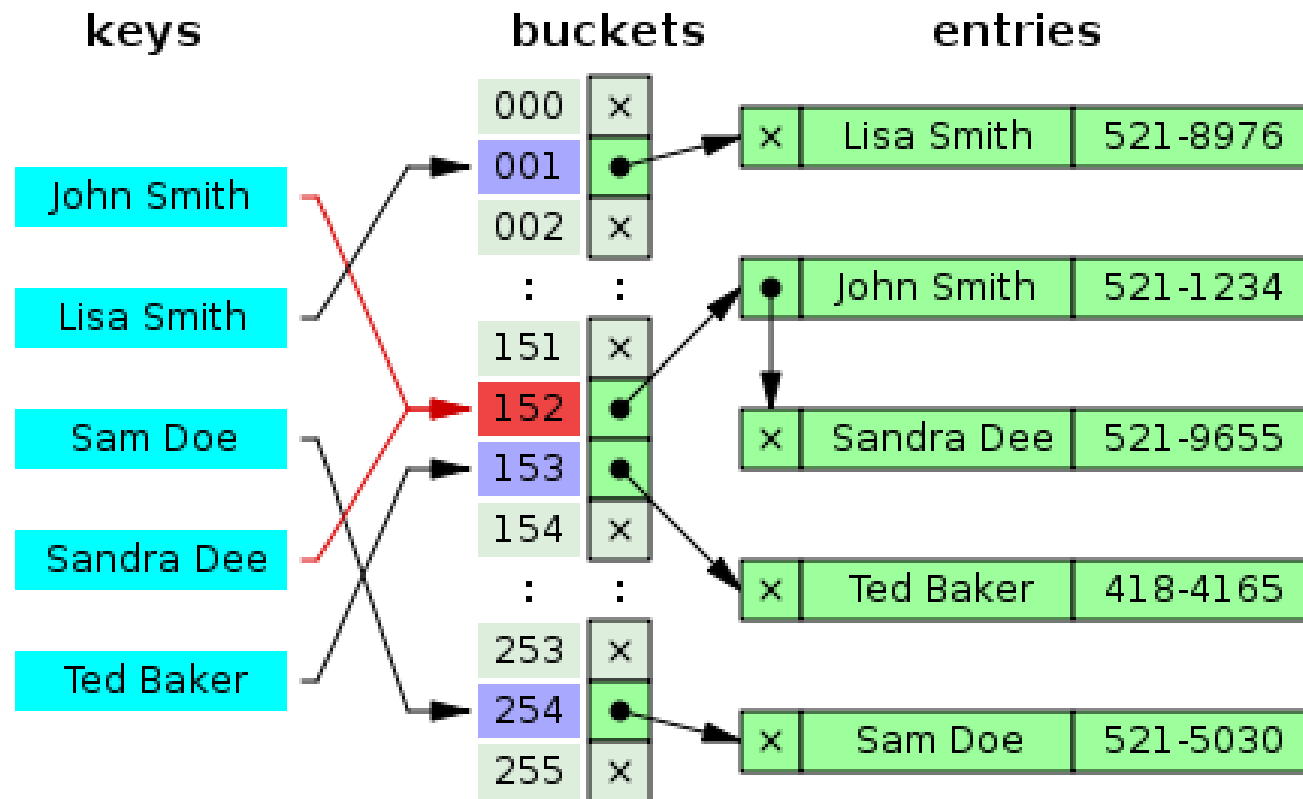 keys buckets entries
000 ×
× Lisa Smith 521-8976
001
John Smith
002 ×
: :
× John Smith 521-1234
Lisa Smith
151 ×
152
Sam Doe
× Sandra Dee 521-9655
153
154 ×
Sandra Dee
: :
× Ted Baker 418-4165
253 ×
Ted Baker
254
× Sam Doe 521-5030
255 ×